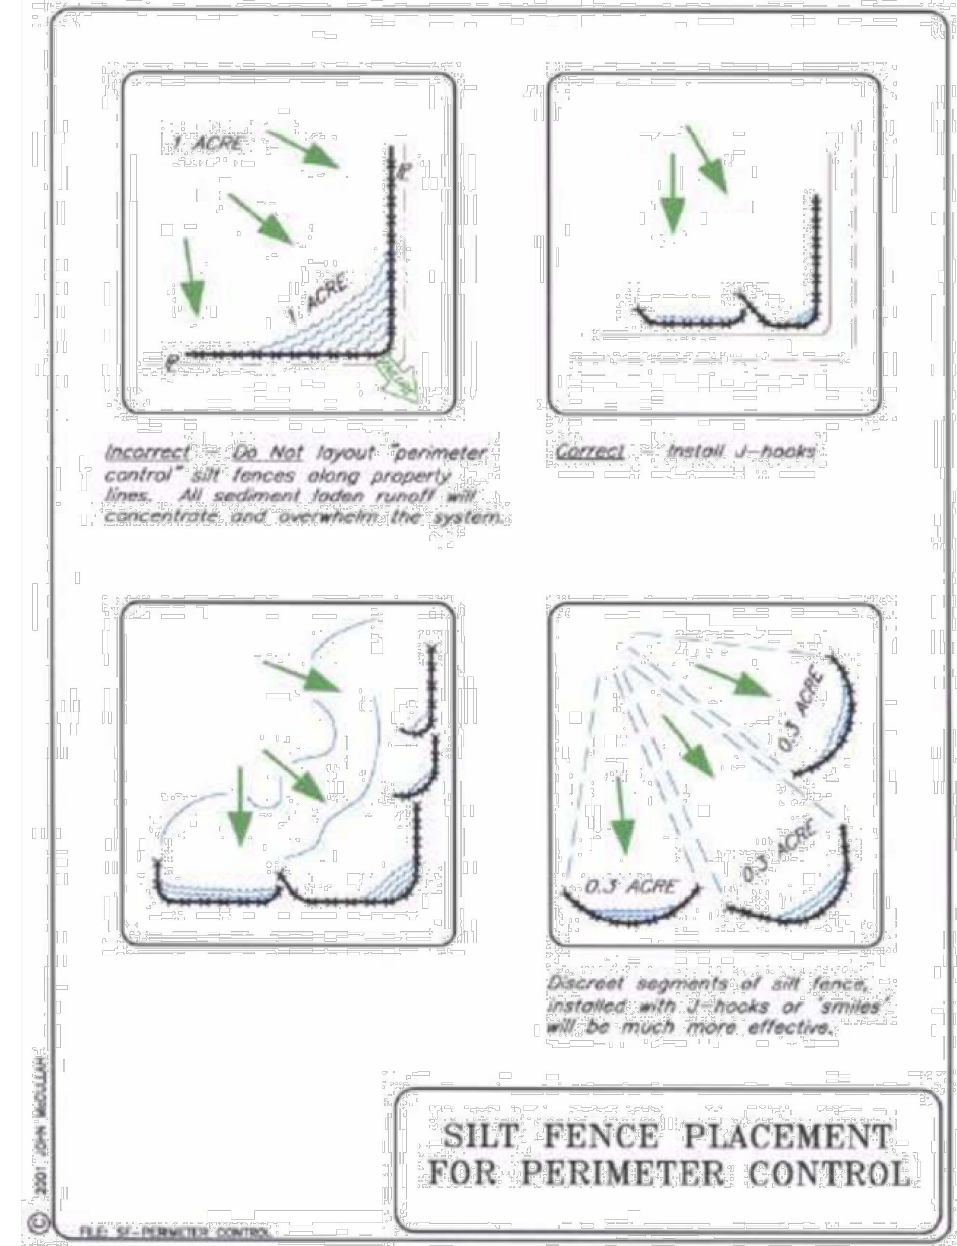 1 ACRE
P
1 ACRE
P
Incorrect - Do Not layout "perimeter
control" silt fences along property
lines. All sediment laden runoff will
concentrate and overwhelm the system.
Correct - Install J-hooks
0.3 ACRE
0.3 ACRE
0.3 ACRE
Discreet segments of silt fence,
installed with J-hooks or 'smiles'
will be much more effective.
SILT FENCE PLACEMENT
FOR PERIMETER CONTROL
© 2001 JOHN McCULLAH
FILE: SF-PERIMETER CONTROL